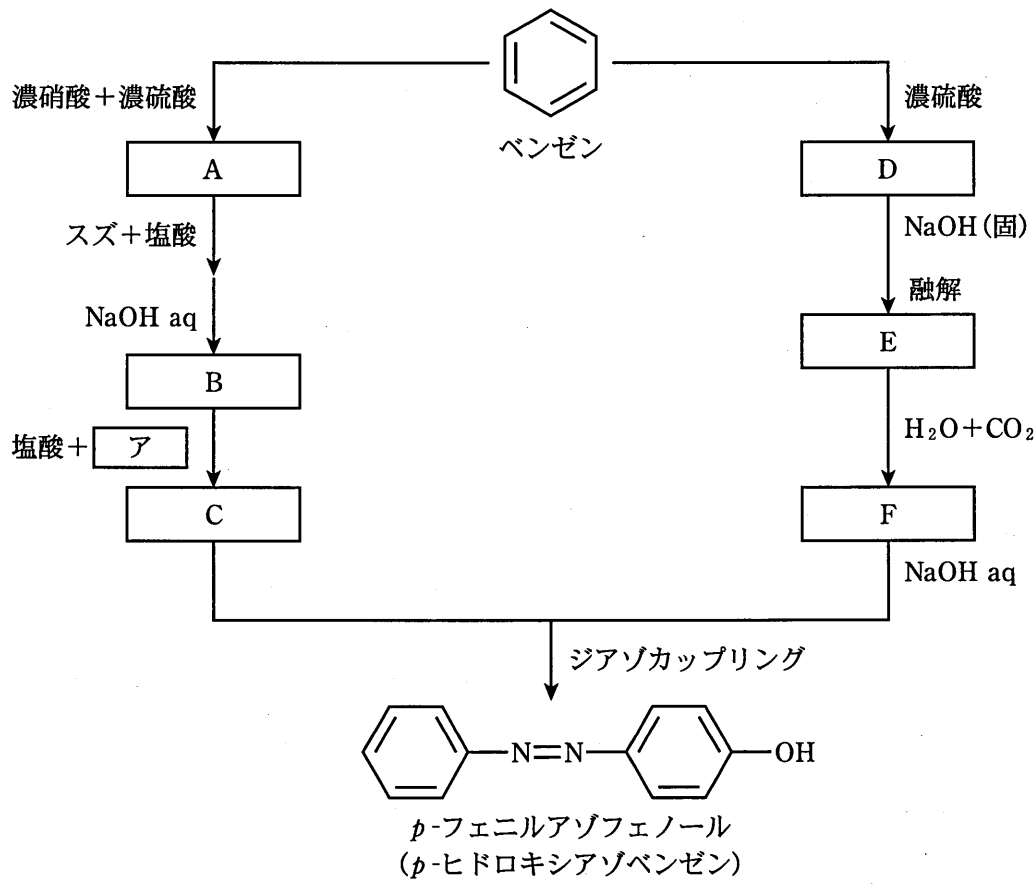 ベンゼン
濃硝酸+濃硫酸
A
スズ+塩酸
NaOH aq
B
塩酸+ ア
C
濃硫酸
D
NaOH(固)
融解
E
H₂O+CO₂
F
NaOH aq
ジアゾカップリング
N=N OH
p-フェニルアゾフェノール
(p-ヒドロキシアゾベンゼン)